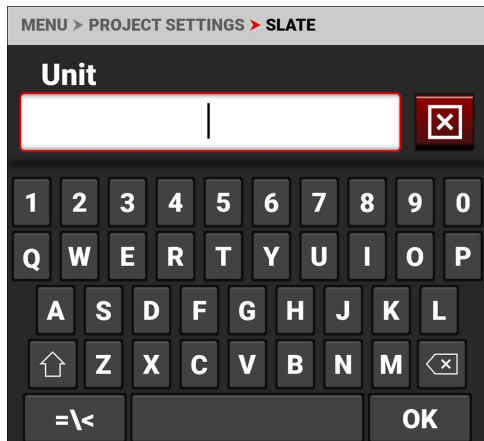 MENU > PROJECT SETTINGS > SLATE
Unit
1 2 3 4 5 6 7 8 9 0
Q W E R T Y U I O P
A S D F G H J K L
Z X C V B N M
=\< OK